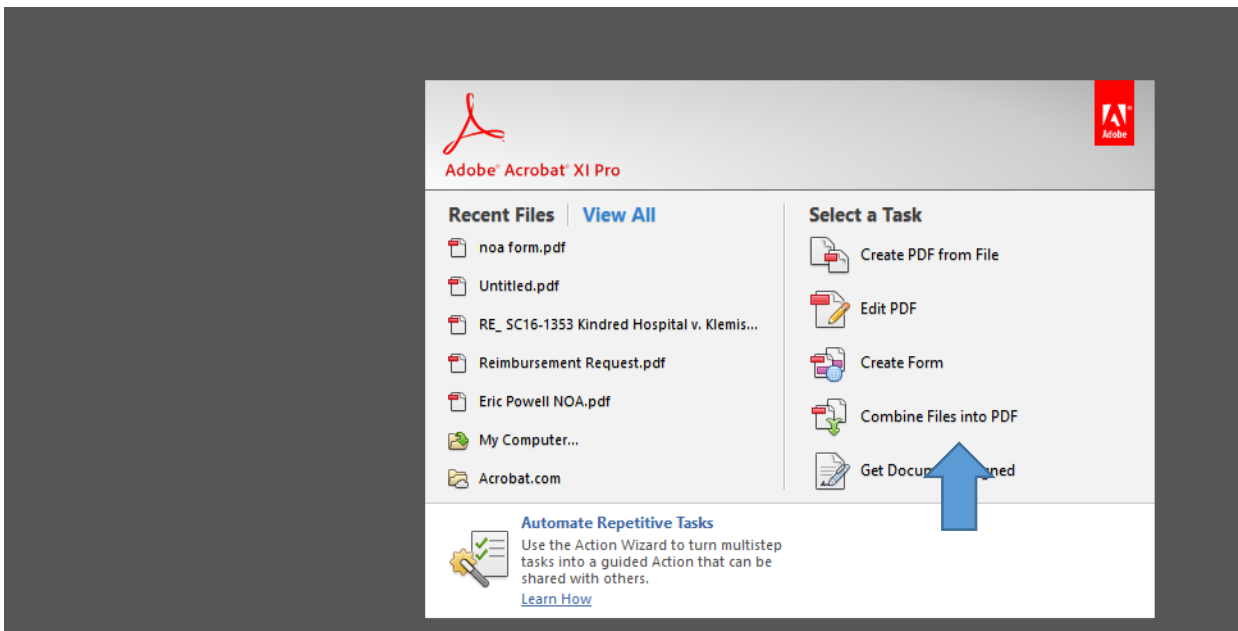 Adobe
Adobe® Acrobat® XI Pro
Recent Files View All
noa form.pdf
Untitled.pdf
RE_ SC16-1353 Kindred Hospital v. Klemis...
Reimbursement Request.pdf
Eric Powell NOA.pdf
My Computer...
Acrobat.com
Select a Task
Create PDF from File
Edit PDF
Create Form
Combine Files into PDF
Get
Automate Repetitive Tasks
Use the Action Wizard to turn multistep
tasks into a guided Action that can be
shared with others.
Learn How